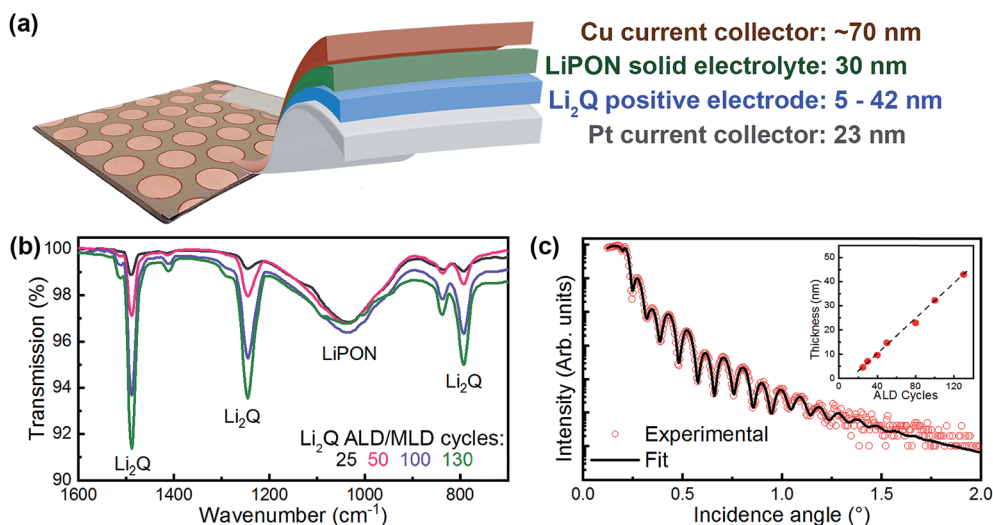 (a)
Cu current collector: ~70 nm
LiPON solid electrolyte: 30 nm
Li₂Q positive electrode: 5 - 42 nm
Pt current collector: 23 nm
(b)
100
98
96
94
92
90
Transmission (%)
LiPON
Li₂Q
Li₂Q
Li₂Q
Li₂Q ALD/MLD cycles:
25 50 100 130
1600 1400 1200 1000 800
Wavenumber (cm⁻¹)
(c)
Intensity (Arb. units)
Experimental
Fit
0.0 0.5 1.0 1.5 2.0
Incidence angle (°)
Thickness (nm)
50
40
30
20
10
0
0 40 80 120
ALD Cycles